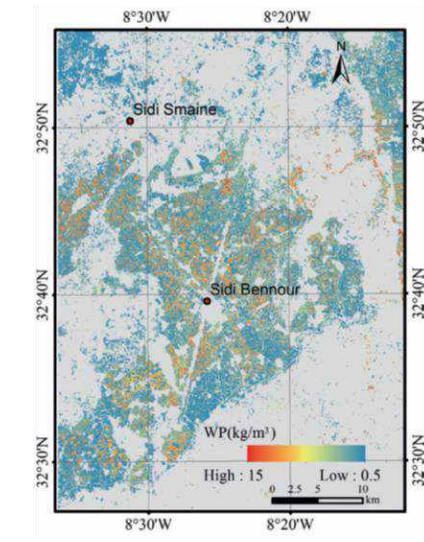 8°30'W 8°20'W
N
Sidi Smaine
32°50'N 32°50'N
32°40'N 32°40'N
Sidi Bennour
WP(kg/m³)
32°30'N 32°30'N
High : 15 Low : 0.5
0 2.5 5 10
km
8°30'W 8°20'W